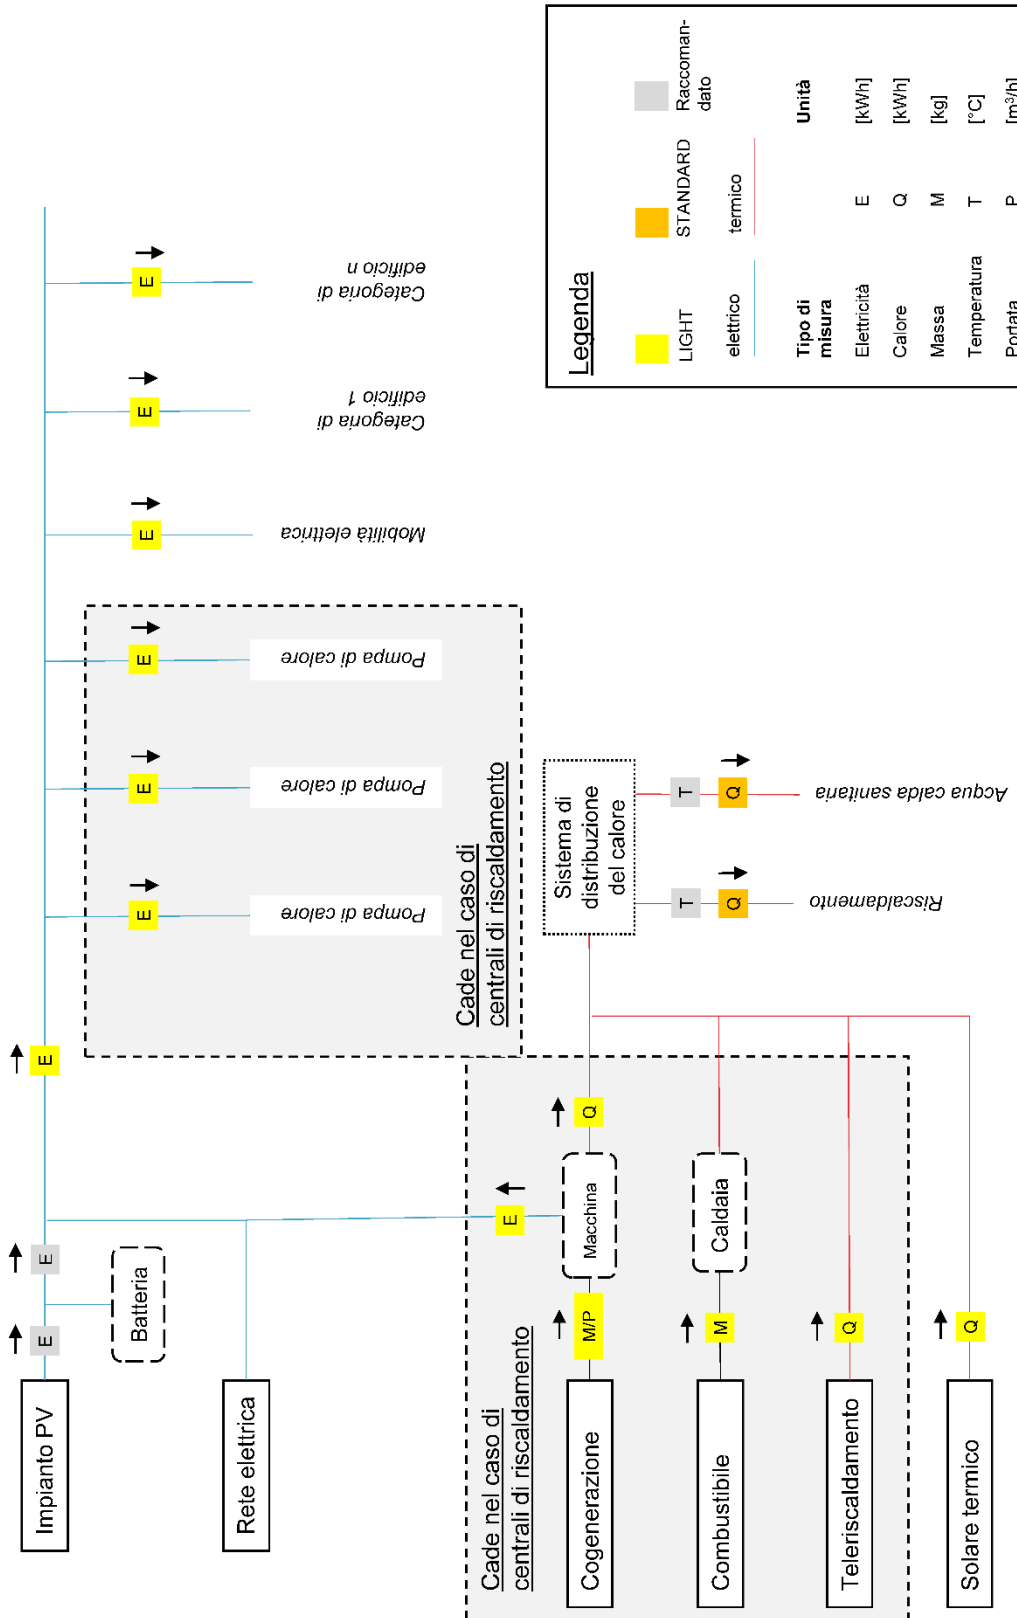 Impianto PV
E
E
Batteria
E
Rete elettrica
E
Pompa di calore
E
Pompa di calore
E
Pompa di calore
Cade nel caso di
centrali di riscaldamento
E
Mobilità elettrica
E
Categoria di
edificio 1
E
Categoria di
edificio n
Cade nel caso di
centrali di riscaldamento
Cogenerazione
M/P
Macchina
E
Q
Combustibile
M
Caldaia
Teleriscaldamento
Q
Solare termico
Q
Sistema di
distribuzione
del calore
T
Q
Riscaldamento
T
Q
Acqua calda sanitaria
Legenda
LIGHT
STANDARD
Raccoman-
dato
elettrico
termico
Tipo di
misura
Unità
Elettricità E [kWh]
Calore Q [kWh]
Massa M [kg]
Temperatura T [°C]
Portata P [m³/h]